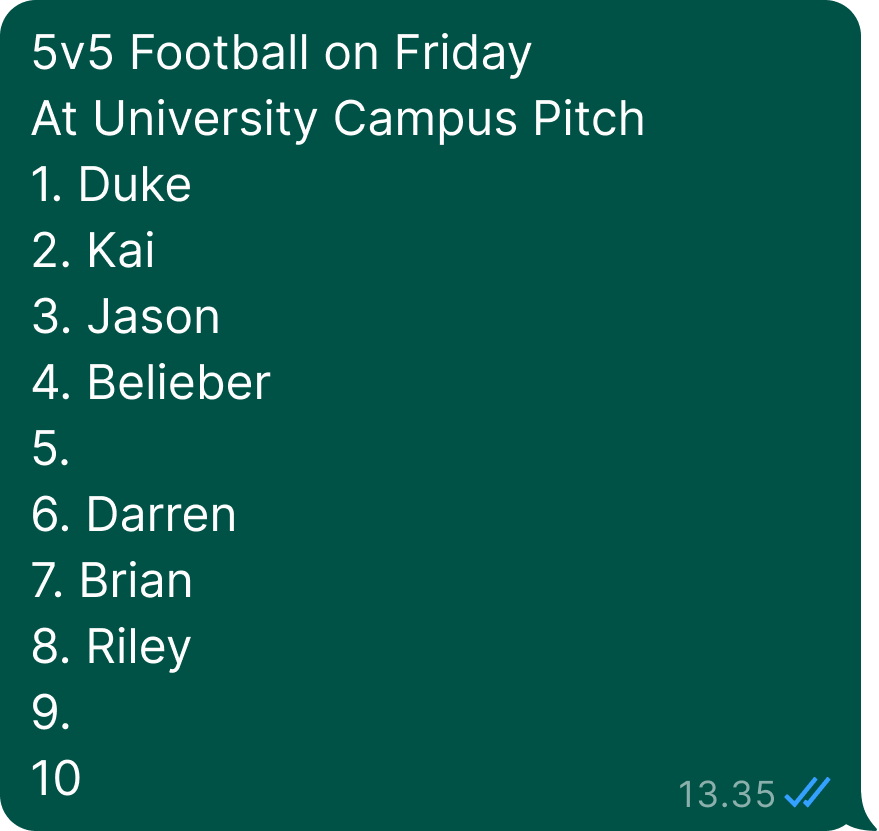 5v5 Football on Friday
At University Campus Pitch
1. Duke
2. Kai
3. Jason
4. Belieber
5.
6. Darren
7. Brian
8. Riley
9.
10
13.35